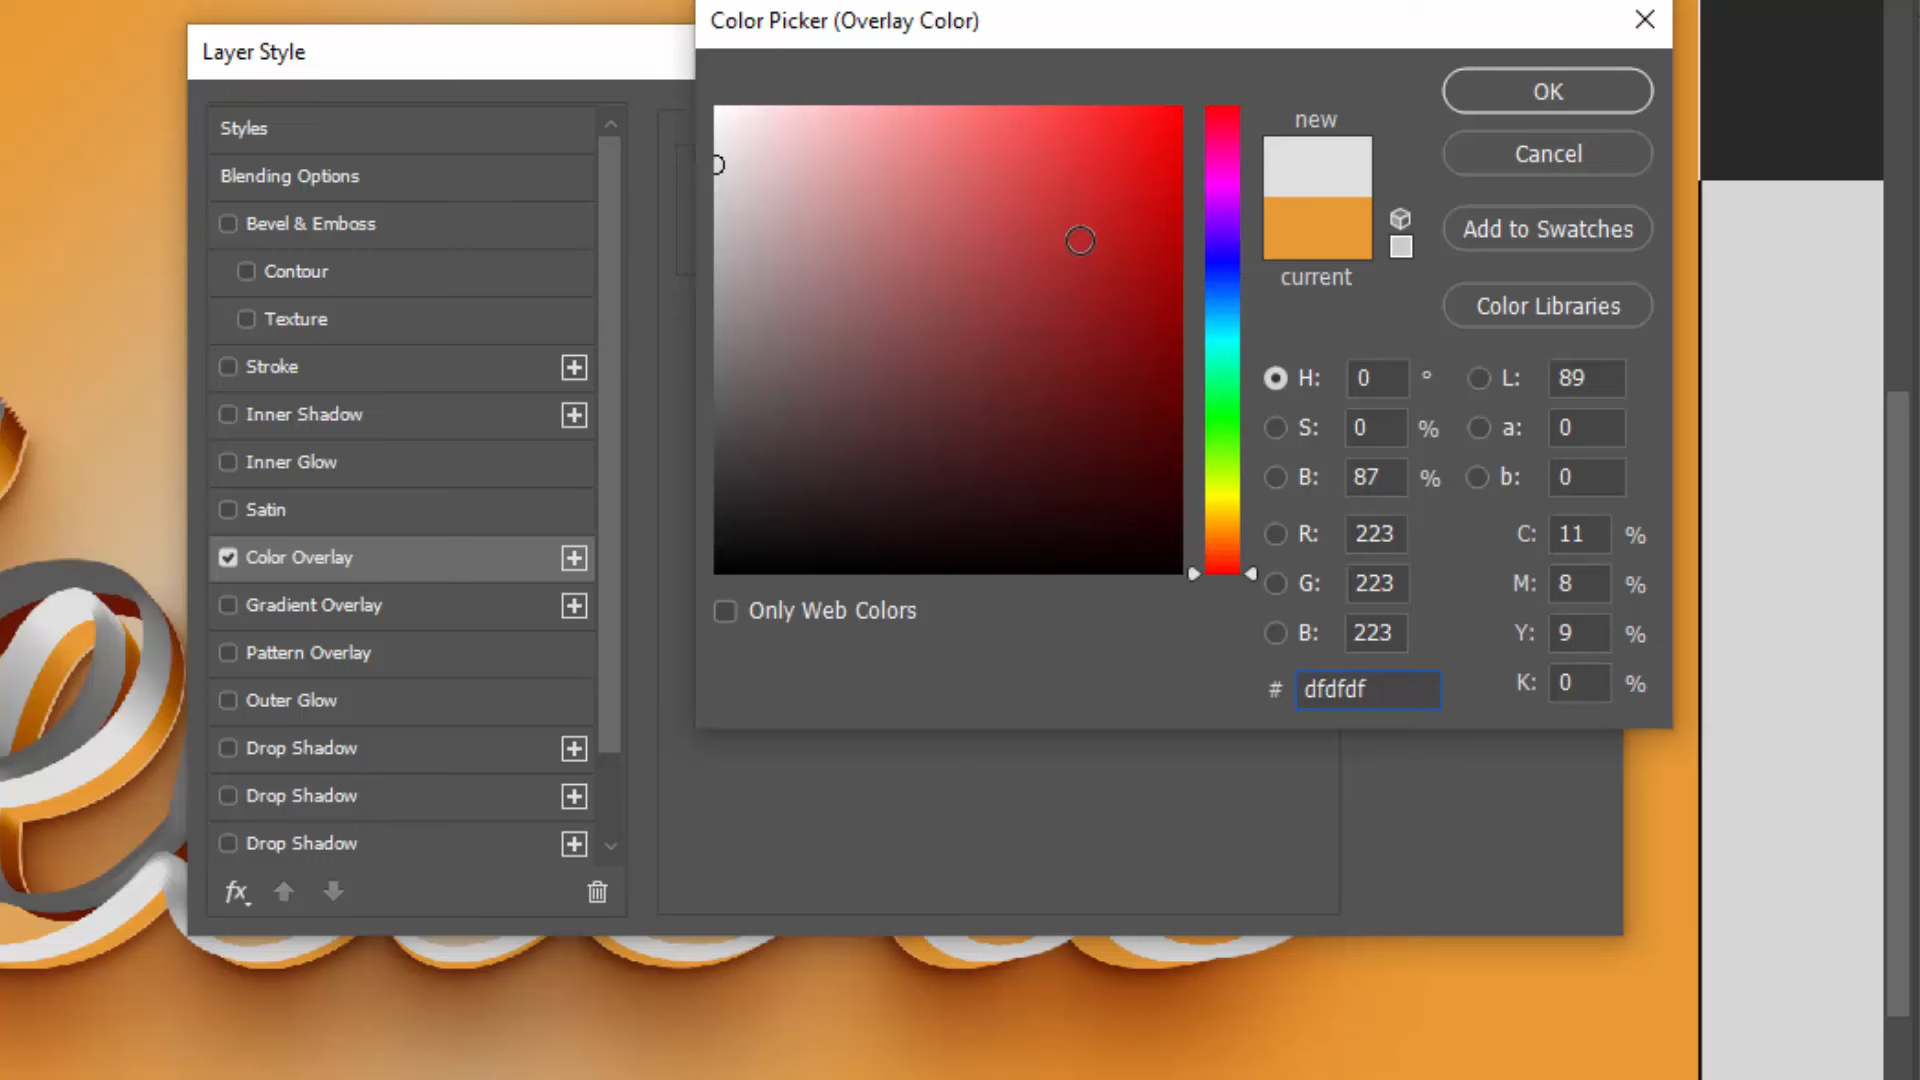 Color Picker (Overlay Color)
Layer Style
Styles
Blending Options
Bevel & Emboss
Contour
Texture
Stroke
Inner Shadow
Inner Glow
Satin
Color Overlay
Gradient Overlay
Pattern Overlay
Outer Glow
Drop Shadow
Drop Shadow
Drop Shadow
fx
new
current
OK
Cancel
Add to Swatches
Color Libraries
H: 0 ° L: 89
S: 0 % a: 0
B: 87 % b: 0
R: 223 C: 11 %
G: 223 M: 8 %
B: 223 Y: 9 %
# dfdfdf K: 0 %
Only Web Colors